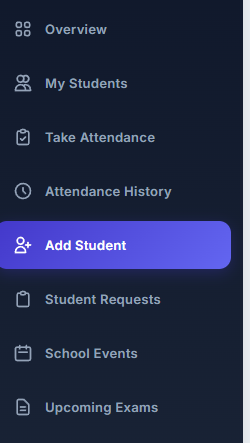 Overview
My Students
Take Attendance
Attendance History
Add Student
Student Requests
School Events
Upcoming Exams